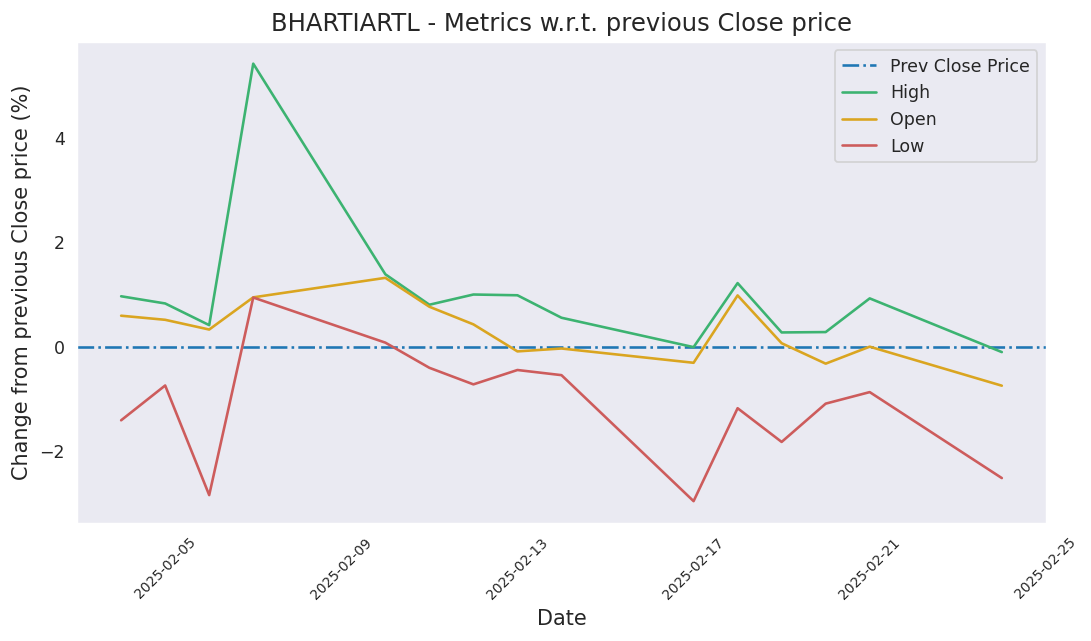 BHARTIARTL - Metrics w.r.t. previous Close price
Change from previous Close price (%)
Prev Close Price
High
Open
Low
4
2
0
−2
2025-02-05
2025-02-09
2025-02-13
2025-02-17
2025-02-21
2025-02-25
Date